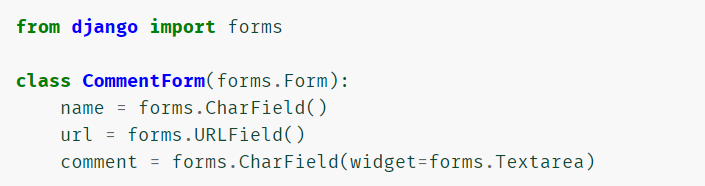 from django import forms
class CommentForm(forms.Form):
    name = forms.CharField()
    url = forms.URLField()
    comment = forms.CharField(widget=forms.Textarea)